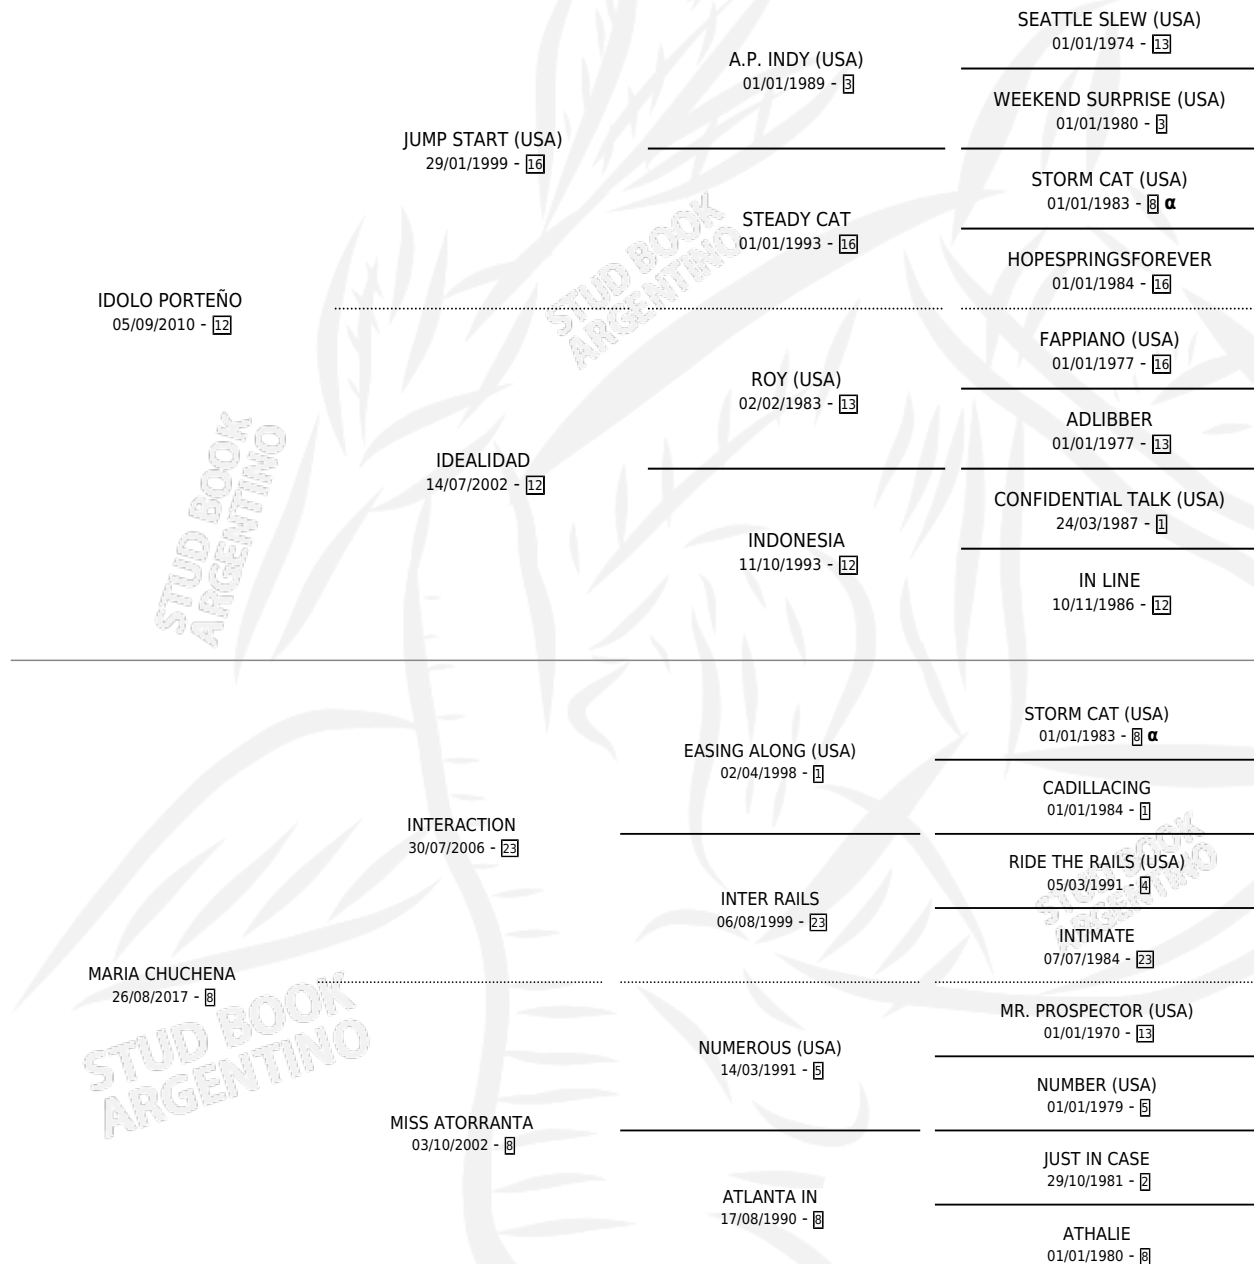 SEATTLE SLEW (USA)
01/01/1974 - 13
A.P. INDY (USA)
01/01/1989 - 3
WEEKEND SURPRISE (USA)
01/01/1980 - 3
JUMP START (USA)
29/01/1999 - 16
STORM CAT (USA)
01/01/1983 - 8 α
STEADY CAT
01/01/1993 - 16
HOPESPRINGSFOREVER
01/01/1984 - 16
IDOLO PORTEÑO
05/09/2010 - 12
FAPPIANO (USA)
01/01/1977 - 16
ROY (USA)
02/02/1983 - 13
ADLIBBER
01/01/1977 - 13
IDEALIDAD
14/07/2002 - 12
CONFIDENTIAL TALK (USA)
24/03/1987 - 1
INDONESIA
11/10/1993 - 12
IN LINE
10/11/1986 - 12
STORM CAT (USA)
01/01/1983 - 8 α
EASING ALONG (USA)
02/04/1998 - 1
CADILLACING
01/01/1984 - 1
INTERACTION
30/07/2006 - 23
RIDE THE RAILS (USA)
05/03/1991 - 4
INTER RAILS
06/08/1999 - 23
INTIMATE
07/07/1984 - 23
MARIA CHUCHENA
26/08/2017 - 8
MR. PROSPECTOR (USA)
01/01/1970 - 13
NUMEROUS (USA)
14/03/1991 - 5
NUMBER (USA)
01/01/1979 - 5
MISS ATORRANTA
03/10/2002 - 8
JUST IN CASE
29/10/1981 - 2
ATLANTA IN
17/08/1990 - 8
ATHALIE
01/01/1980 - 8
STUD BOOK
ARGENTINO
STUD BOOK
ARGENTINO
STUD BOOK
ARGENTINO
STUD BOOK
ARGENTINO